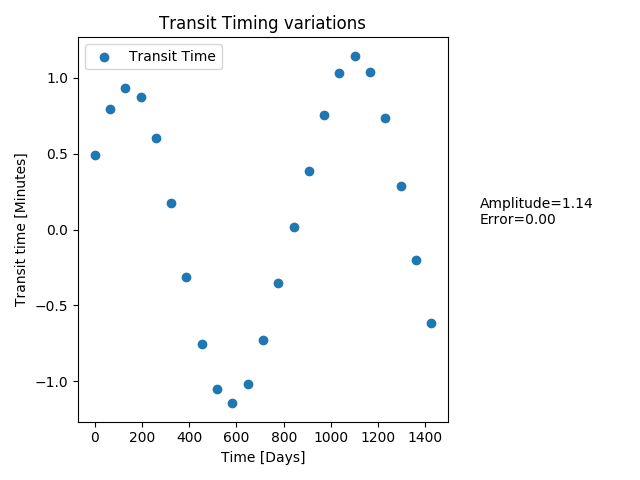 Transit Timing variations
Transit Time
Transit time [Minutes]
1.0
0.5
0.0
−0.5
−1.0
0 200 400 600 800 1000 1200 1400
Time [Days]
Amplitude=1.14
Error=0.00